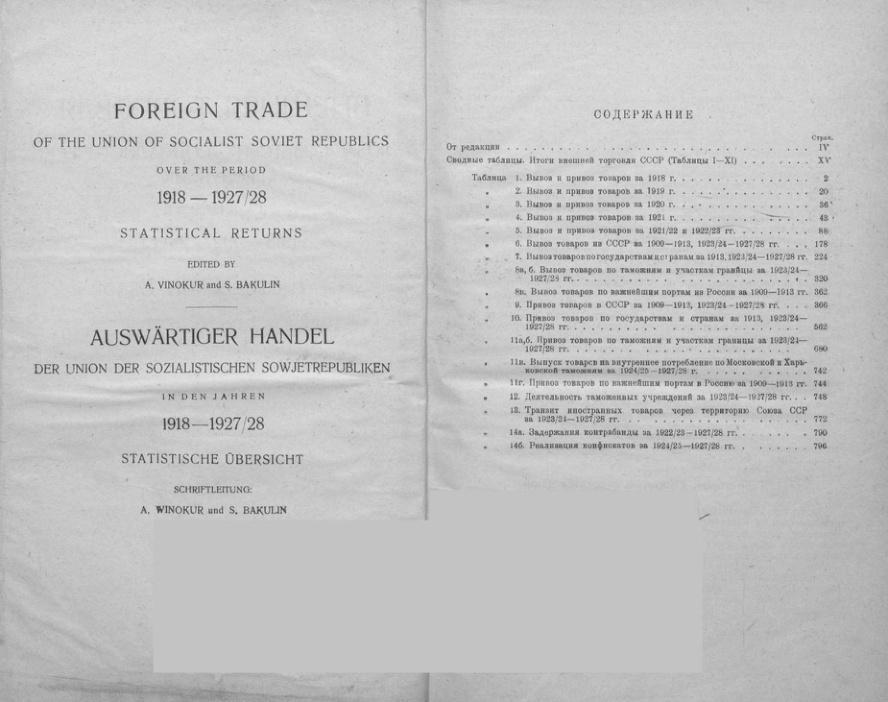 FOREIGN TRADE
OF THE UNION OF SOCIALIST SOVIET REPUBLICS
OVER THE PERIOD
1918 — 1927/28
STATISTICAL RETURNS
EDITED BY
A. VINOKUR and S. BAKULIN
AUSWÄRTIGER HANDEL
DER UNION DER SOZIALISTISCHEN SOWJETREPUBLIKEN
IN DEN JAHREN
1918—1927/28
STATISTISCHE ÜBERSICHT
SCHRIFTLEITUNG:
A. WINOKUR und S. BAKULIN
СОДЕРЖАНИЕ
Стран.
От редакции . . . . . IV
Сводные таблицы. Итоги внешней торговли СССР (Таблицы I—XI) . . . . . XV
Таблица 1. Вывоз и привоз товаров за 1918 г. . . . . . 2
„ 2. Вывоз и привоз товаров за 1919 г. . . . . . 20
„ 3. Вывоз и привоз товаров за 1920 г. . . . . . 36
„ 4. Вывоз и привоз товаров за 1921 г. . . . . . 43
„ 5. Вывоз и привоз товаров за 1921/22 и 1922/23 гг. . . . . . 88
„ 6. Вывоз товаров из СССР за 1909—1913, 1923/24—1927/28 гг. . . . 178
„ 7. Вывоз товаров по государствам и странам за 1913, 1923/24—1927/28 гг. 224
„ 8а, б. Вывоз товаров по таможням и участкам границы за 1923/24—
1927/28 гг. . . . . . 320
„ 8в. Вывоз товаров по важнейшим портам из России за 1909—1913 гг. 362
„ 9. Привоз товаров в СССР за 1909—1913, 1923/24—1927/28 гг. . . . 366
„ 10. Привоз товаров по государствам и странам за 1913, 1923/24—
1927/28 гг. . . . . . 562
„ 11а,б. Привоз товаров по таможням и участкам границы за 1923/24—
1927/28 гг. . . . . . 680
„ 11в. Выпуск товаров на внутреннее потребление по Московской и Харь-
ковской таможням за 1924/25—1927/28 г. . . . . . 742
„ 11г. Привоз товаров по важнейшим портам в Россию за 1909—1913 гг. 744
„ 12. Деятельность таможенных учреждений за 1923/24—1927/28 гг. . . 748
„ 13. Транзит иностранных товаров через территорию Союза ССР
за 1923/24—1927/28 гг. . . . . . 772
„ 14а. Задержания контрабанды за 1922/23—1927/28 гг. . . . . . 790
„ 14б. Реализация конфискатов за 1924/25—1927/28 гг. . . . . . 796